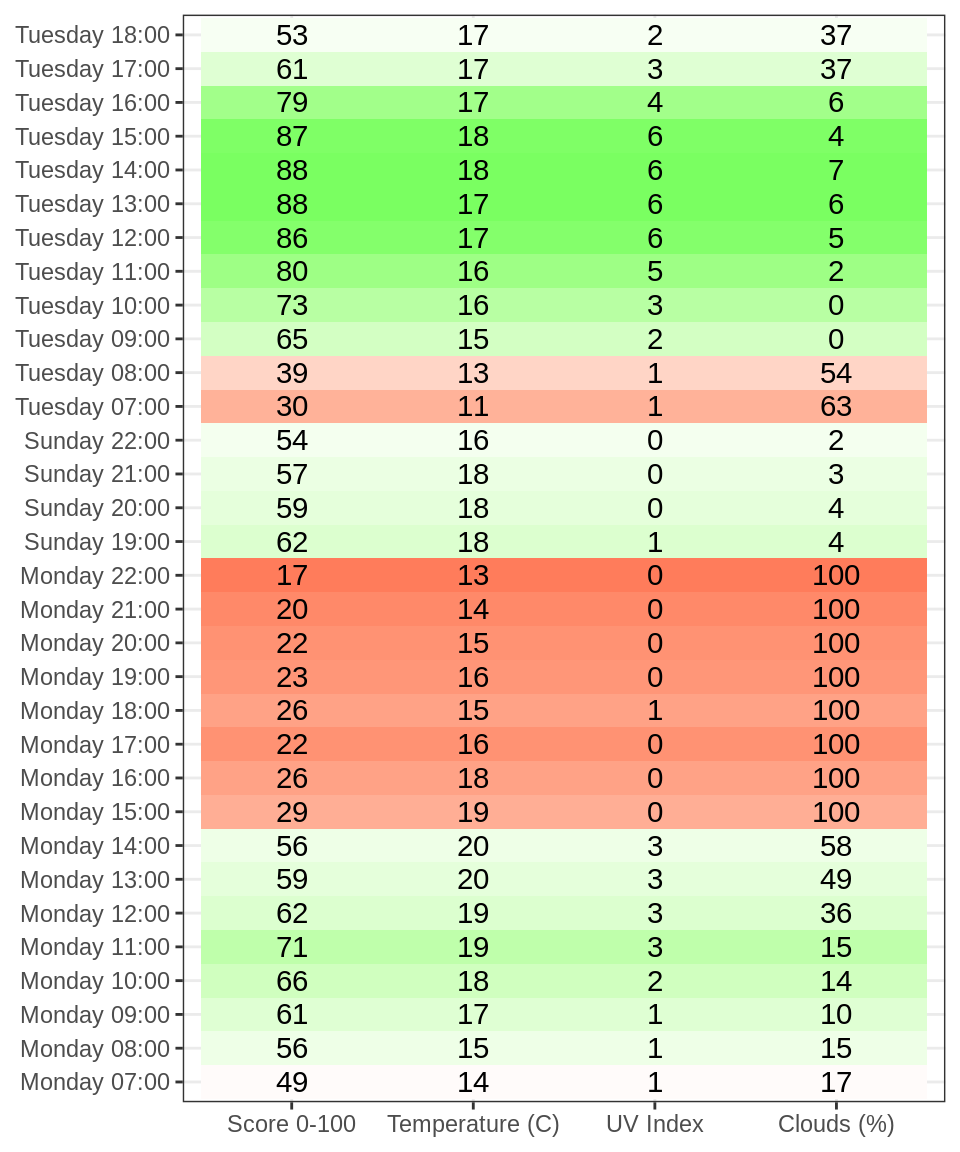 Tuesday 18:00 53 17 2 37
Tuesday 17:00 61 17 3 37
Tuesday 16:00 79 17 4 6
Tuesday 15:00 87 18 6 4
Tuesday 14:00 88 18 6 7
Tuesday 13:00 88 17 6 6
Tuesday 12:00 86 17 6 5
Tuesday 11:00 80 16 5 2
Tuesday 10:00 73 16 3 0
Tuesday 09:00 65 15 2 0
Tuesday 08:00 39 13 1 54
Tuesday 07:00 30 11 1 63
Sunday 22:00 54 16 0 2
Sunday 21:00 57 18 0 3
Sunday 20:00 59 18 0 4
Sunday 19:00 62 18 1 4
Monday 22:00 17 13 0 100
Monday 21:00 20 14 0 100
Monday 20:00 22 15 0 100
Monday 19:00 23 16 0 100
Monday 18:00 26 15 1 100
Monday 17:00 22 16 0 100
Monday 16:00 26 18 0 100
Monday 15:00 29 19 0 100
Monday 14:00 56 20 3 58
Monday 13:00 59 20 3 49
Monday 12:00 62 19 3 36
Monday 11:00 71 19 3 15
Monday 10:00 66 18 2 14
Monday 09:00 61 17 1 10
Monday 08:00 56 15 1 15
Monday 07:00 49 14 1 17
Score 0-100 Temperature (C) UV Index Clouds (%)